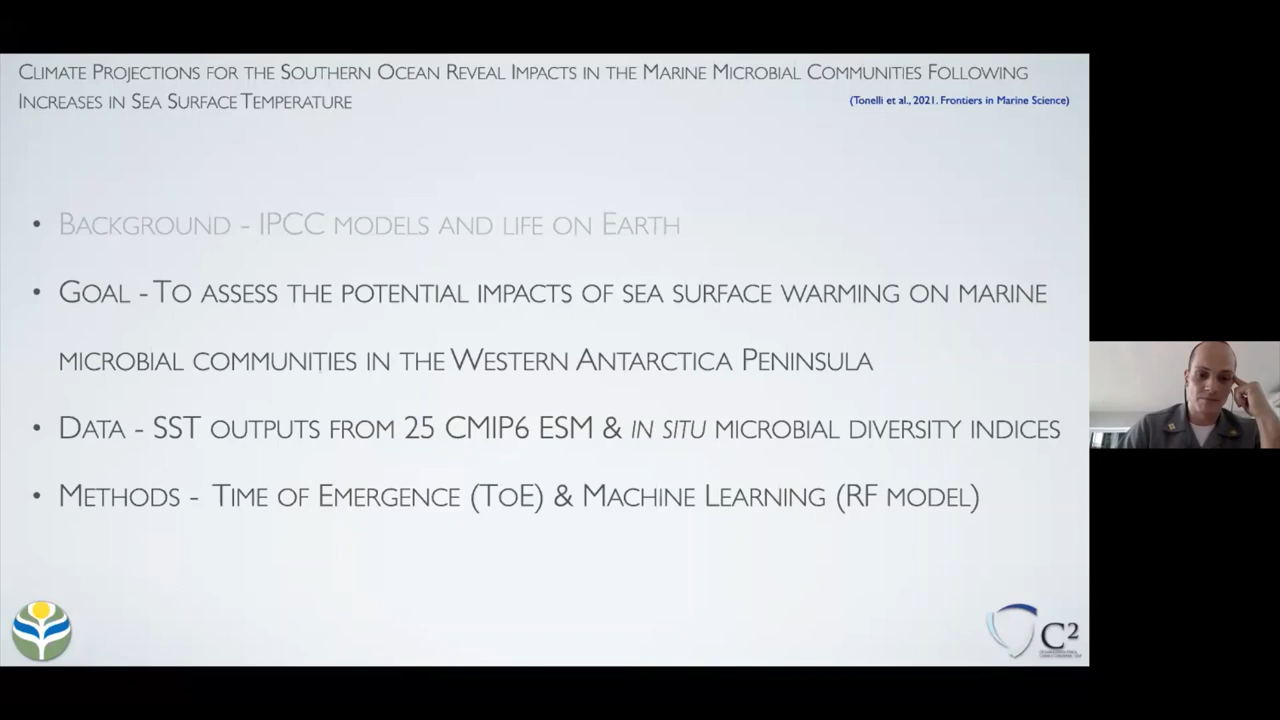 Climate Projections for the Southern Ocean Reveal Impacts in the Marine Microbial Communities Following
Increases in Sea Surface Temperature
(Tonelli et al., 2021. Frontiers in Marine Science)
• Background - IPCC models and life on Earth
• Goal - To assess the potential impacts of sea surface warming on marine
microbial communities in the Western Antarctica Peninsula
• Data - SST outputs from 25 CMIP6 ESM & in situ microbial diversity indices
• Methods - Time of Emergence (ToE) & Machine Learning (RF model)
C²